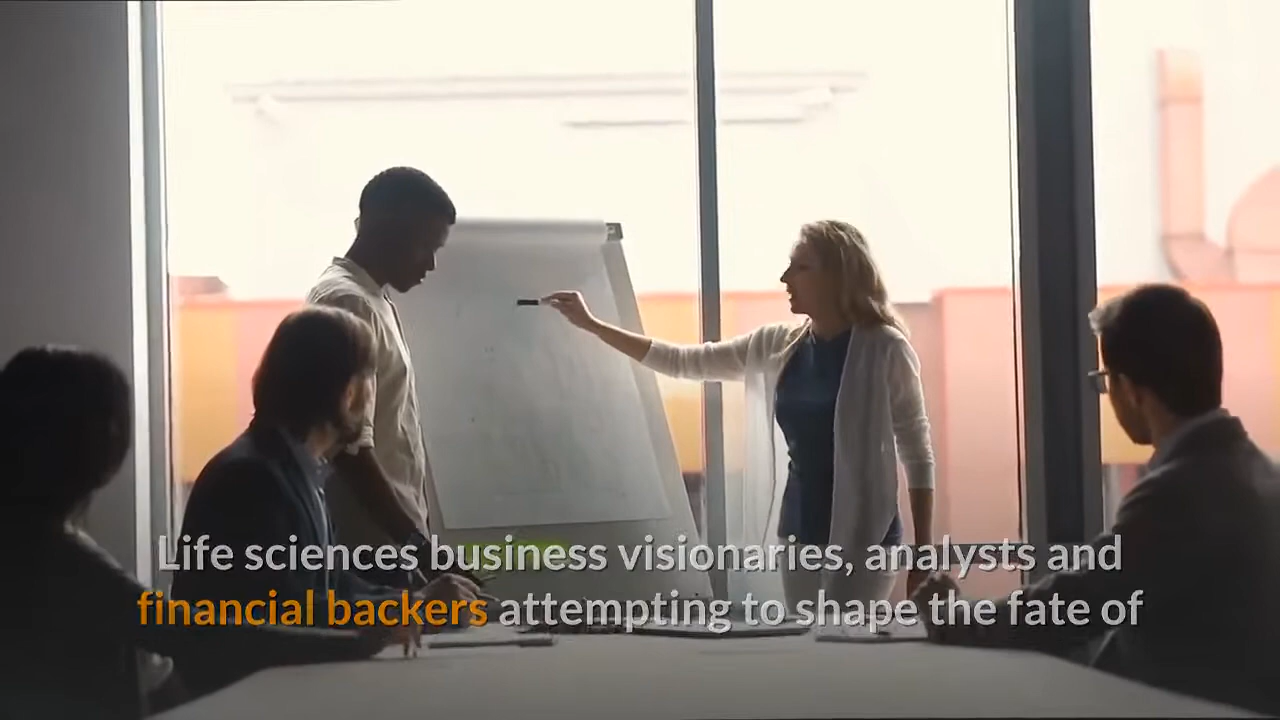 Life sciences business visionaries, analysts and
financial backers attempting to shape the fate of